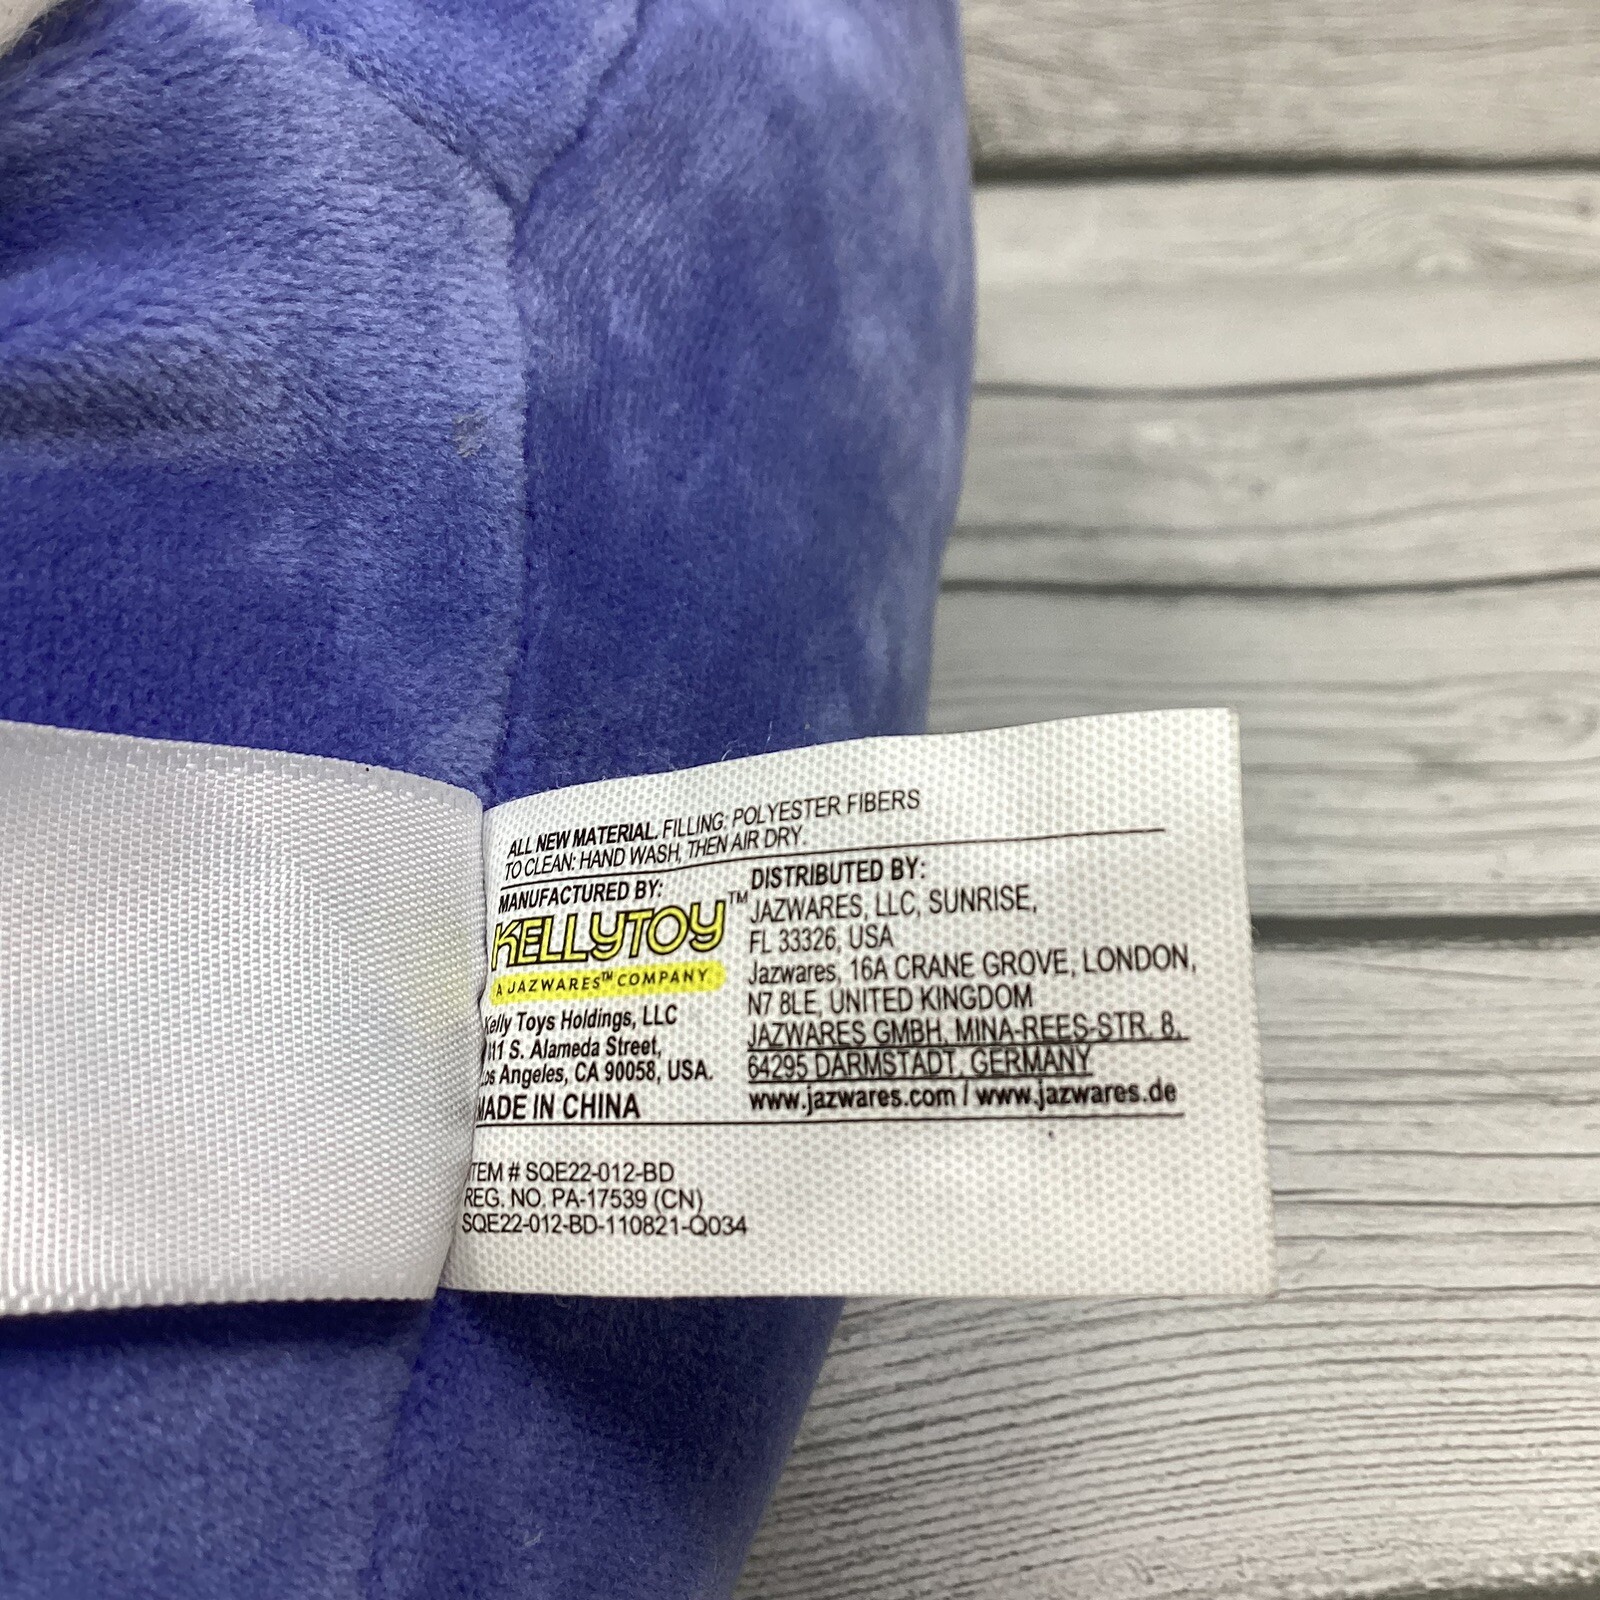 ALL NEW MATERIAL. FILLING: POLYESTER FIBERS
TO CLEAN: HAND WASH, THEN AIR DRY.
MANUFACTURED BY:
KELLYTOY™
A JAZWARES™ COMPANY
Kelly Toys Holdings, LLC
S. Alameda Street,
Los Angeles, CA 90058, USA.
MADE IN CHINA
DISTRIBUTED BY:
JAZWARES, LLC, SUNRISE,
FL 33326, USA
Jazwares, 16A CRANE GROVE, LONDON,
N7 8LE, UNITED KINGDOM
JAZWARES GMBH, MINA-REES-STR. 8,
64295 DARMSTADT, GERMANY
www.jazwares.com / www.jazwares.de
ITEM # SQE22-012-BD
REG. NO. PA-17539 (CN)
SQE22-012-BD-110821-Q034